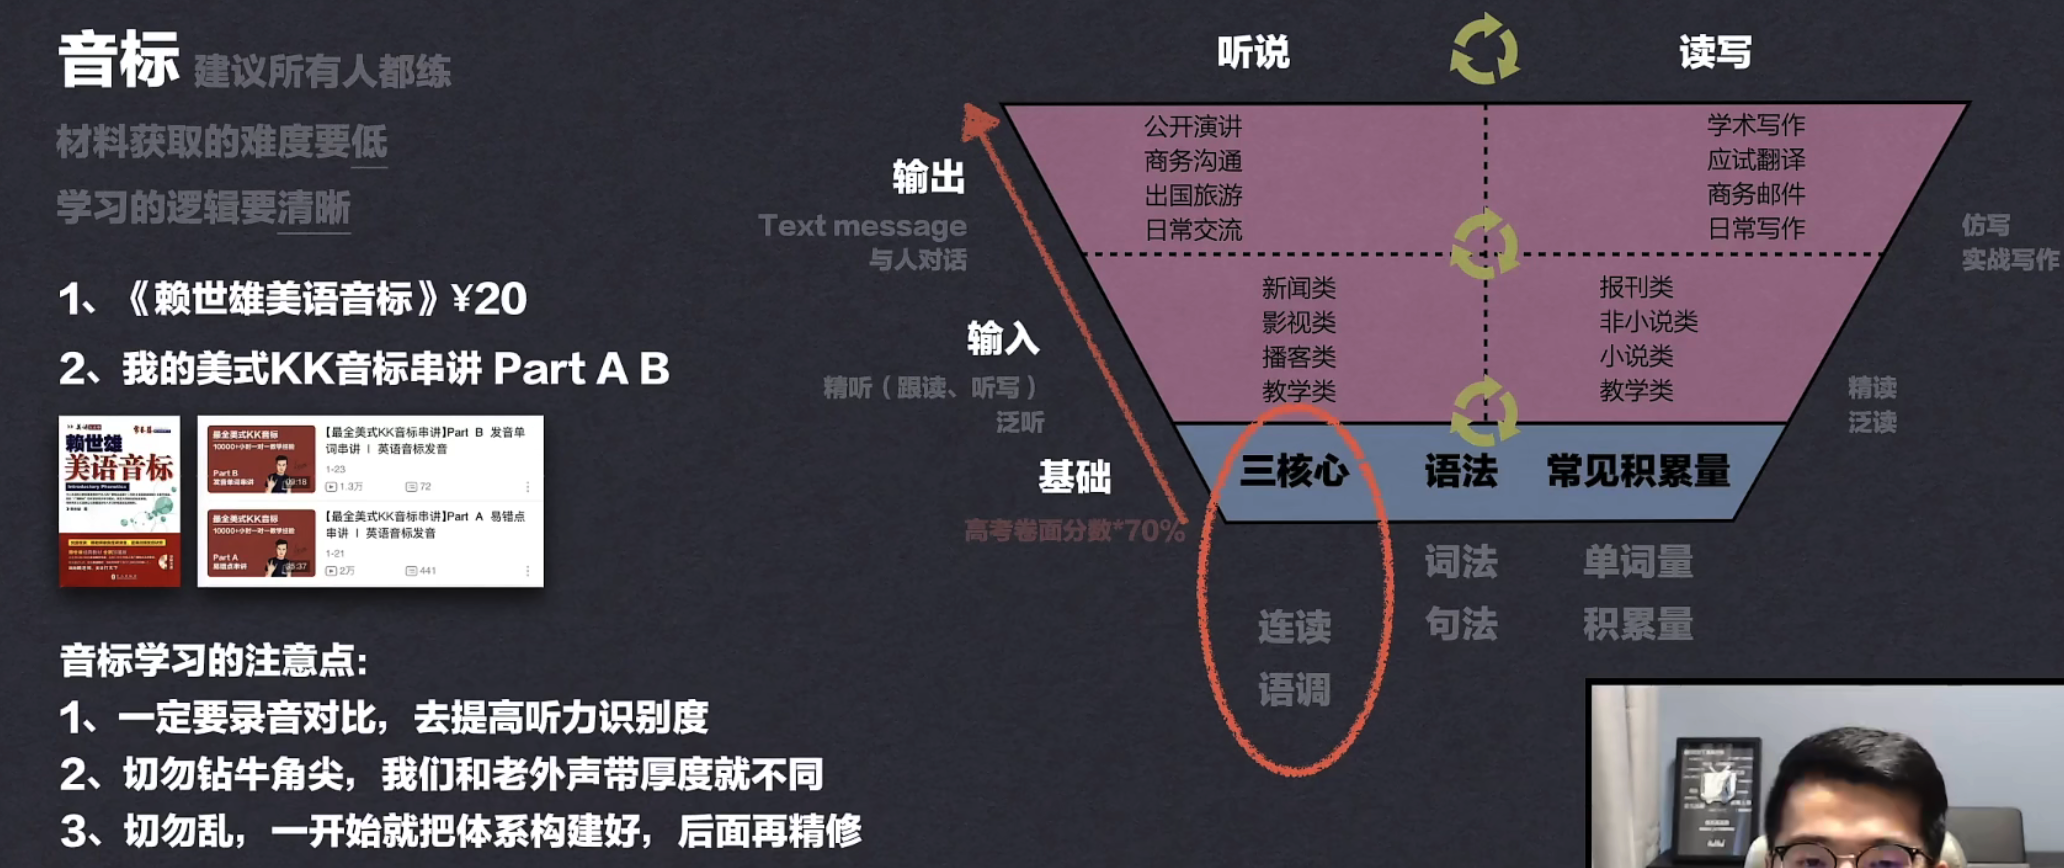 音标 建议所有人都练
材料获取的难度要低
学习的逻辑要清晰
1、《赖世雄美语音标》¥20
2、我的美式KK音标串讲 Part A B
赖世雄
美语音标
最全美式KK音标
10000+小时一对一教学经验
Part B
发音单词串讲
09:18
【最全美式KK音标串讲】Part B 发音单
词串讲 | 英语音标发音
1-23
1.3万 72
最全美式KK音标
10000+小时一对一教学经验
Part A
易错点串讲
【最全美式KK音标串讲】Part A 易错点
串讲 | 英语音标发音
1-21
2万 441
音标学习的注意点:
1、一定要录音对比，去提高听力识别度
2、切勿钻牛角尖，我们和老外声带厚度就不同
3、切勿乱，一开始就把体系构建好，后面再精修
听说 读写
输出
Text message
与人对话
公开演讲
商务沟通
出国旅游
日常交流
学术写作
应试翻译
商务邮件
日常写作
仿写
实战写作
输入
精听（跟读、听写）
泛听
新闻类
影视类
播客类
教学类
报刊类
非小说类
小说类
教学类
精读
泛读
基础
高考卷面分数*70%
三核心 语法 常见积累量
连读
语调
词法
句法
单词量
积累量